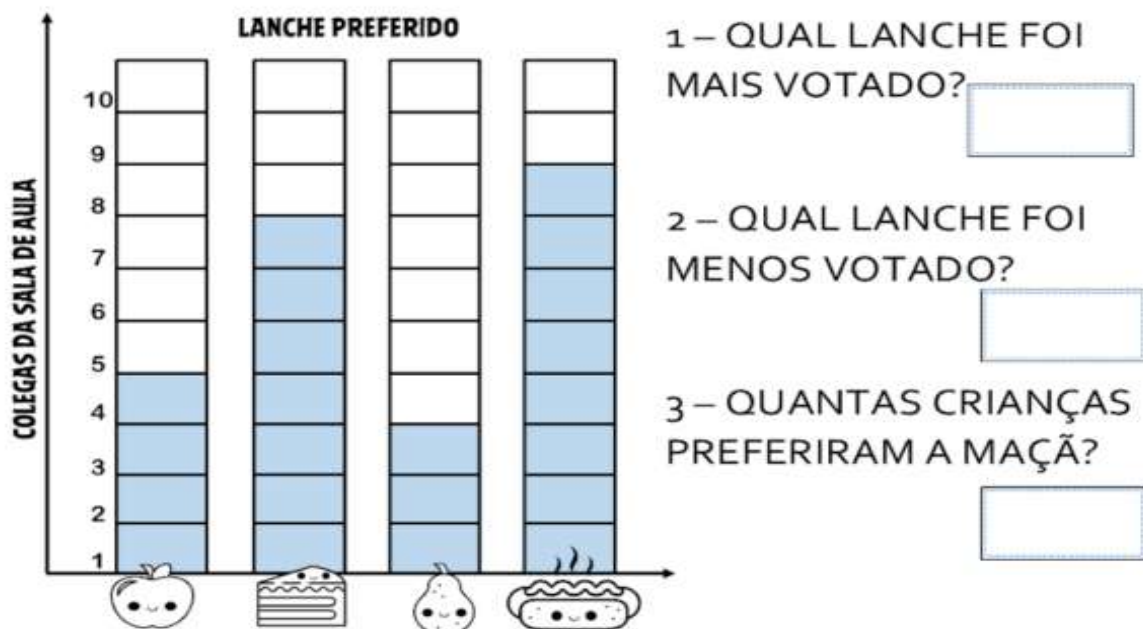 LANCHE PREFERIDO
COLEGAS DA SALA DE AULA
10
9
8
7
6
5
4
3
2
1
1 – QUAL LANCHE FOI
MAIS VOTADO?
2 – QUAL LANCHE FOI
MENOS VOTADO?
3 – QUANTAS CRIANÇAS
PREFERIRAM A MAÇÃ?